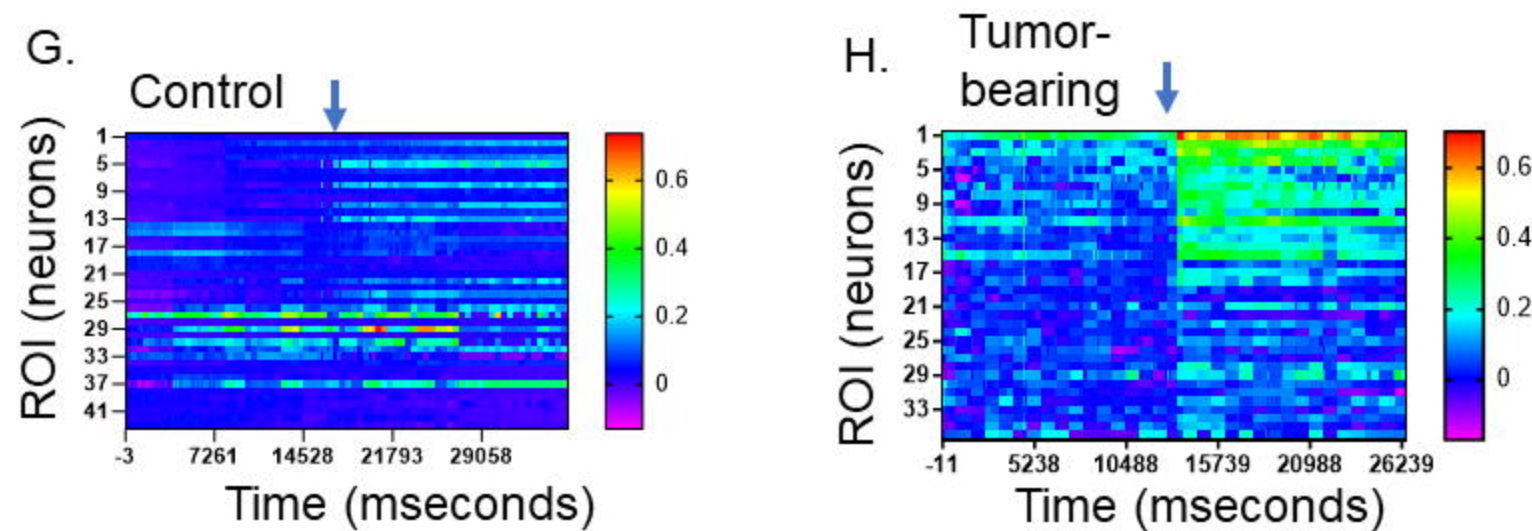 G.
Control
ROI (neurons)
1
5
9
13
17
21
25
29
33
37
41
-3 7261 14528 21793 29058
Time (mseconds)
0.6
0.4
0.2
0
H.
Tumor-
bearing
ROI (neurons)
1
5
9
13
17
21
25
29
33
-11 5238 10488 15739 20988 26239
Time (mseconds)
0.6
0.4
0.2
0